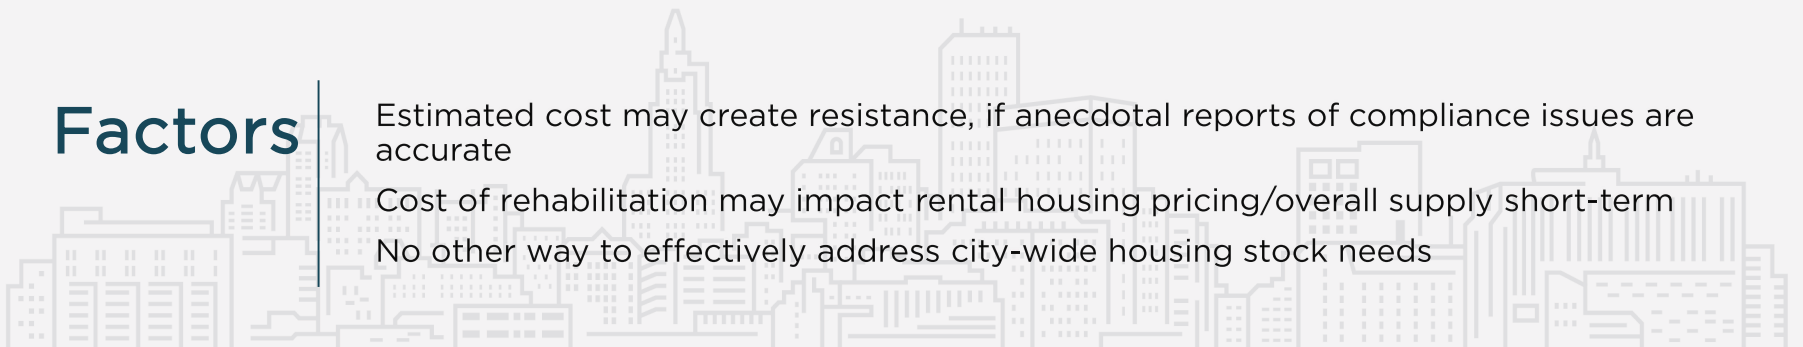 Factors
Estimated cost may create resistance, if anecdotal reports of compliance issues are
accurate
Cost of rehabilitation may impact rental housing pricing/overall supply short-term
No other way to effectively address city-wide housing stock needs